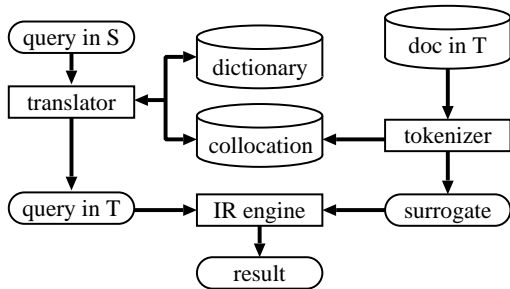 query in S
doc in T
dictionary
translator
collocation
tokenizer
query in T
IR engine
surrogate
result